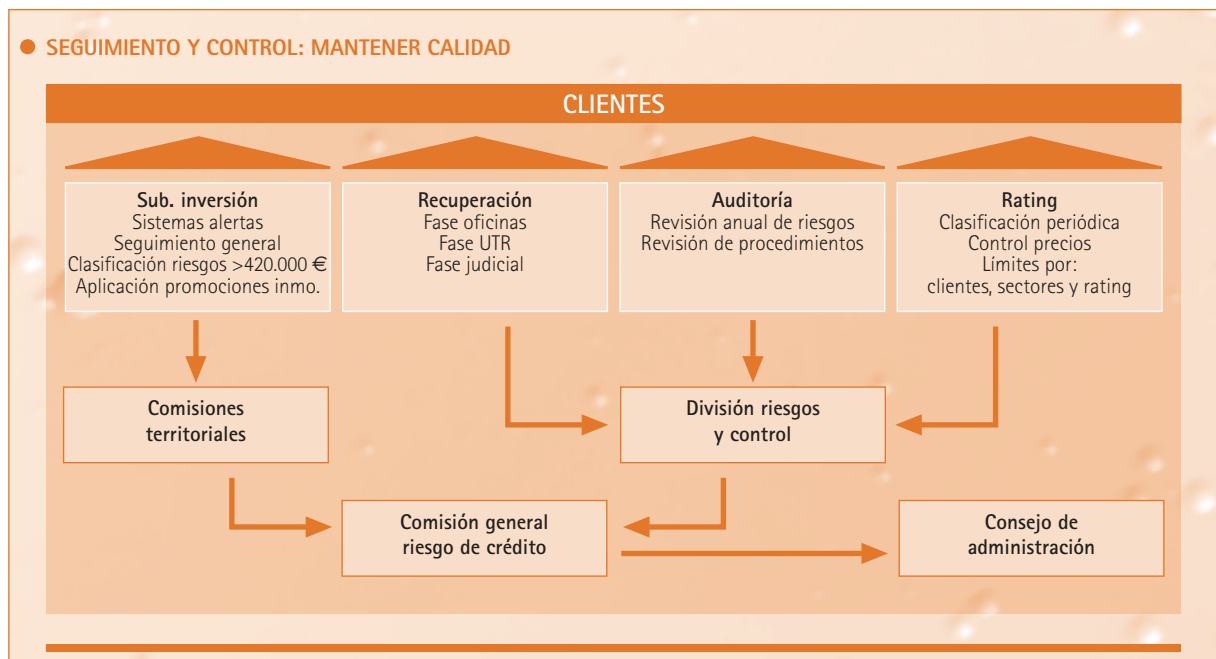 SEGUIMIENTO Y CONTROL: MANTENER CALIDAD
CLIENTES
Sub. inversión
Sistemas alertas
Seguimiento general
Clasificación riesgos >420.000 €
Aplicación promociones inmo.
Recuperación
Fase oficinas
Fase UTR
Fase judicial
Auditoría
Revisión anual de riesgos
Revisión de procedimientos
Rating
Clasificación periódica
Control precios
Límites por:
clientes, sectores y rating
Comisiones
territoriales
División riesgos
y control
Comisión general
riesgo de crédito
Consejo de
administración